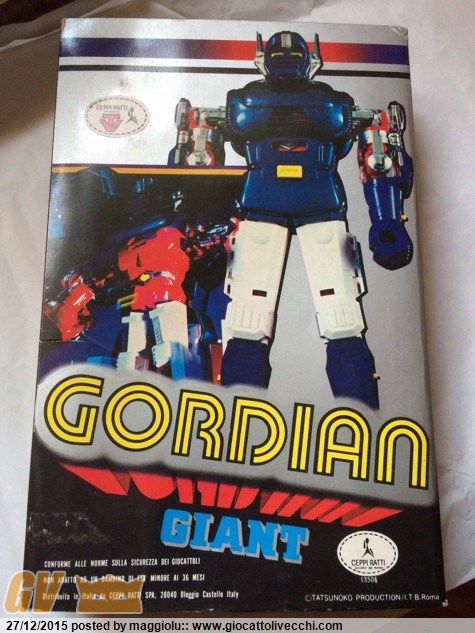 CEPPI RATTI
GORDIAN
GIANT
CONFORME ALLE NORME SULLA SICUREZZA DEI GIOCATTOLI
NON ADATTO AD UN BAMBINO DI ETA MINORE AI 36 MESI
Distribuito in Italia da CEPPI RATTI SPA, 28040 Oleggio Castello Italy
CEPPI RATTI
13506
©TATSUNOKO PRODUCTION/I.T.B. Roma
27/12/2015 posted by maggiolu:: www.giocattolivecchi.com